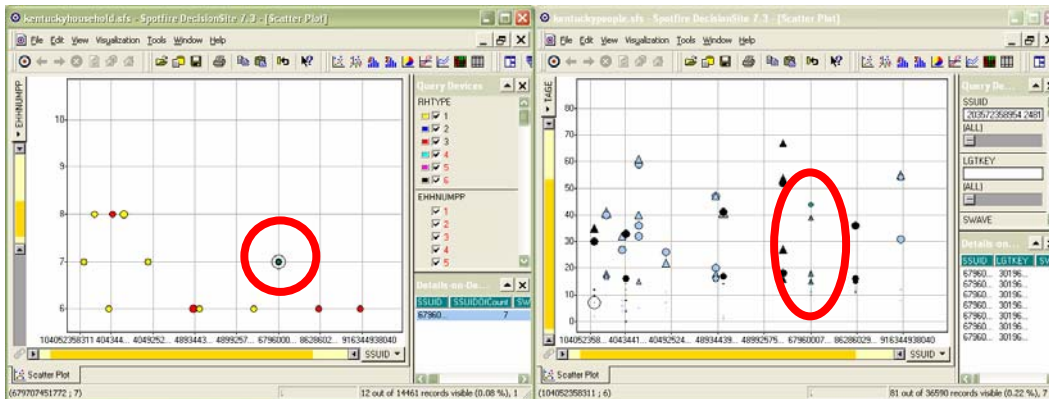 kentuckyhousehold.sfs - Spotfire DecisionSite 7.3 - [Scatter Plot]
File Edit View Visualization Tools Window Help
EHHNUMPP
10
9
8
7
6
104052358311 404344... 4049252... 4893443... 4899257... 6796000... 8628602... 916344938040
SSUID
Scatter Plot
(679707451772 ; 7)
12 out of 14461 records visible (0.08 %), 1
Query Devices
RHTYPE
1
2
3
4
5
6
EHHNUMPP
1
2
3
4
5
Details-on-De...
SSUID SSUIDOfCount SW
67960... 7
kentuckypeople.sfs - Spotfire DecisionSite 7.3 - [Scatter Plot]
File Edit View Visualization Tools Window Help
TAGE
80
70
60
50
40
30
20
10
0
104052358... 4043441... 40492524... 48934439... 48992575... 67960007... 86286029... 916344938040
SSUID
Scatter Plot
(104052358311 ; 6)
81 out of 36590 records visible (0.22 %), 7
Query De...
SSUID
203572358954 2481
(ALL)
LGTKEY
(ALL)
SWAVE
Details-on...
SSUID LGTKEY SV
67960... 30196...
67960... 30196...
67960... 30196...
67960... 30196...
67960... 30196...
67960... 30196...
67960... 30196...